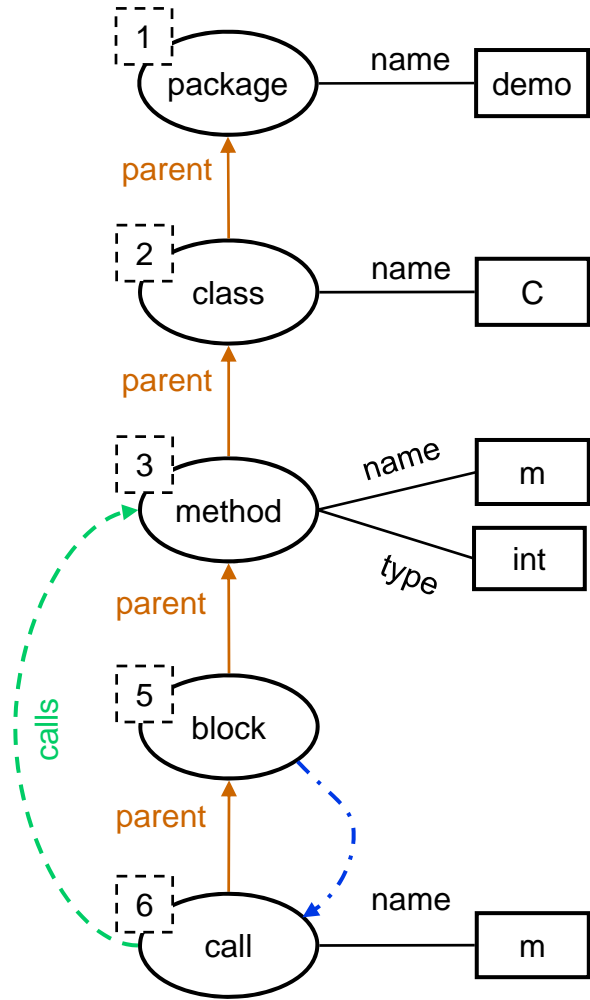 1
package
name
demo
parent
2
class
name
C
parent
3
method
name
m
type
int
parent
5
block
calls
parent
6
call
name
m